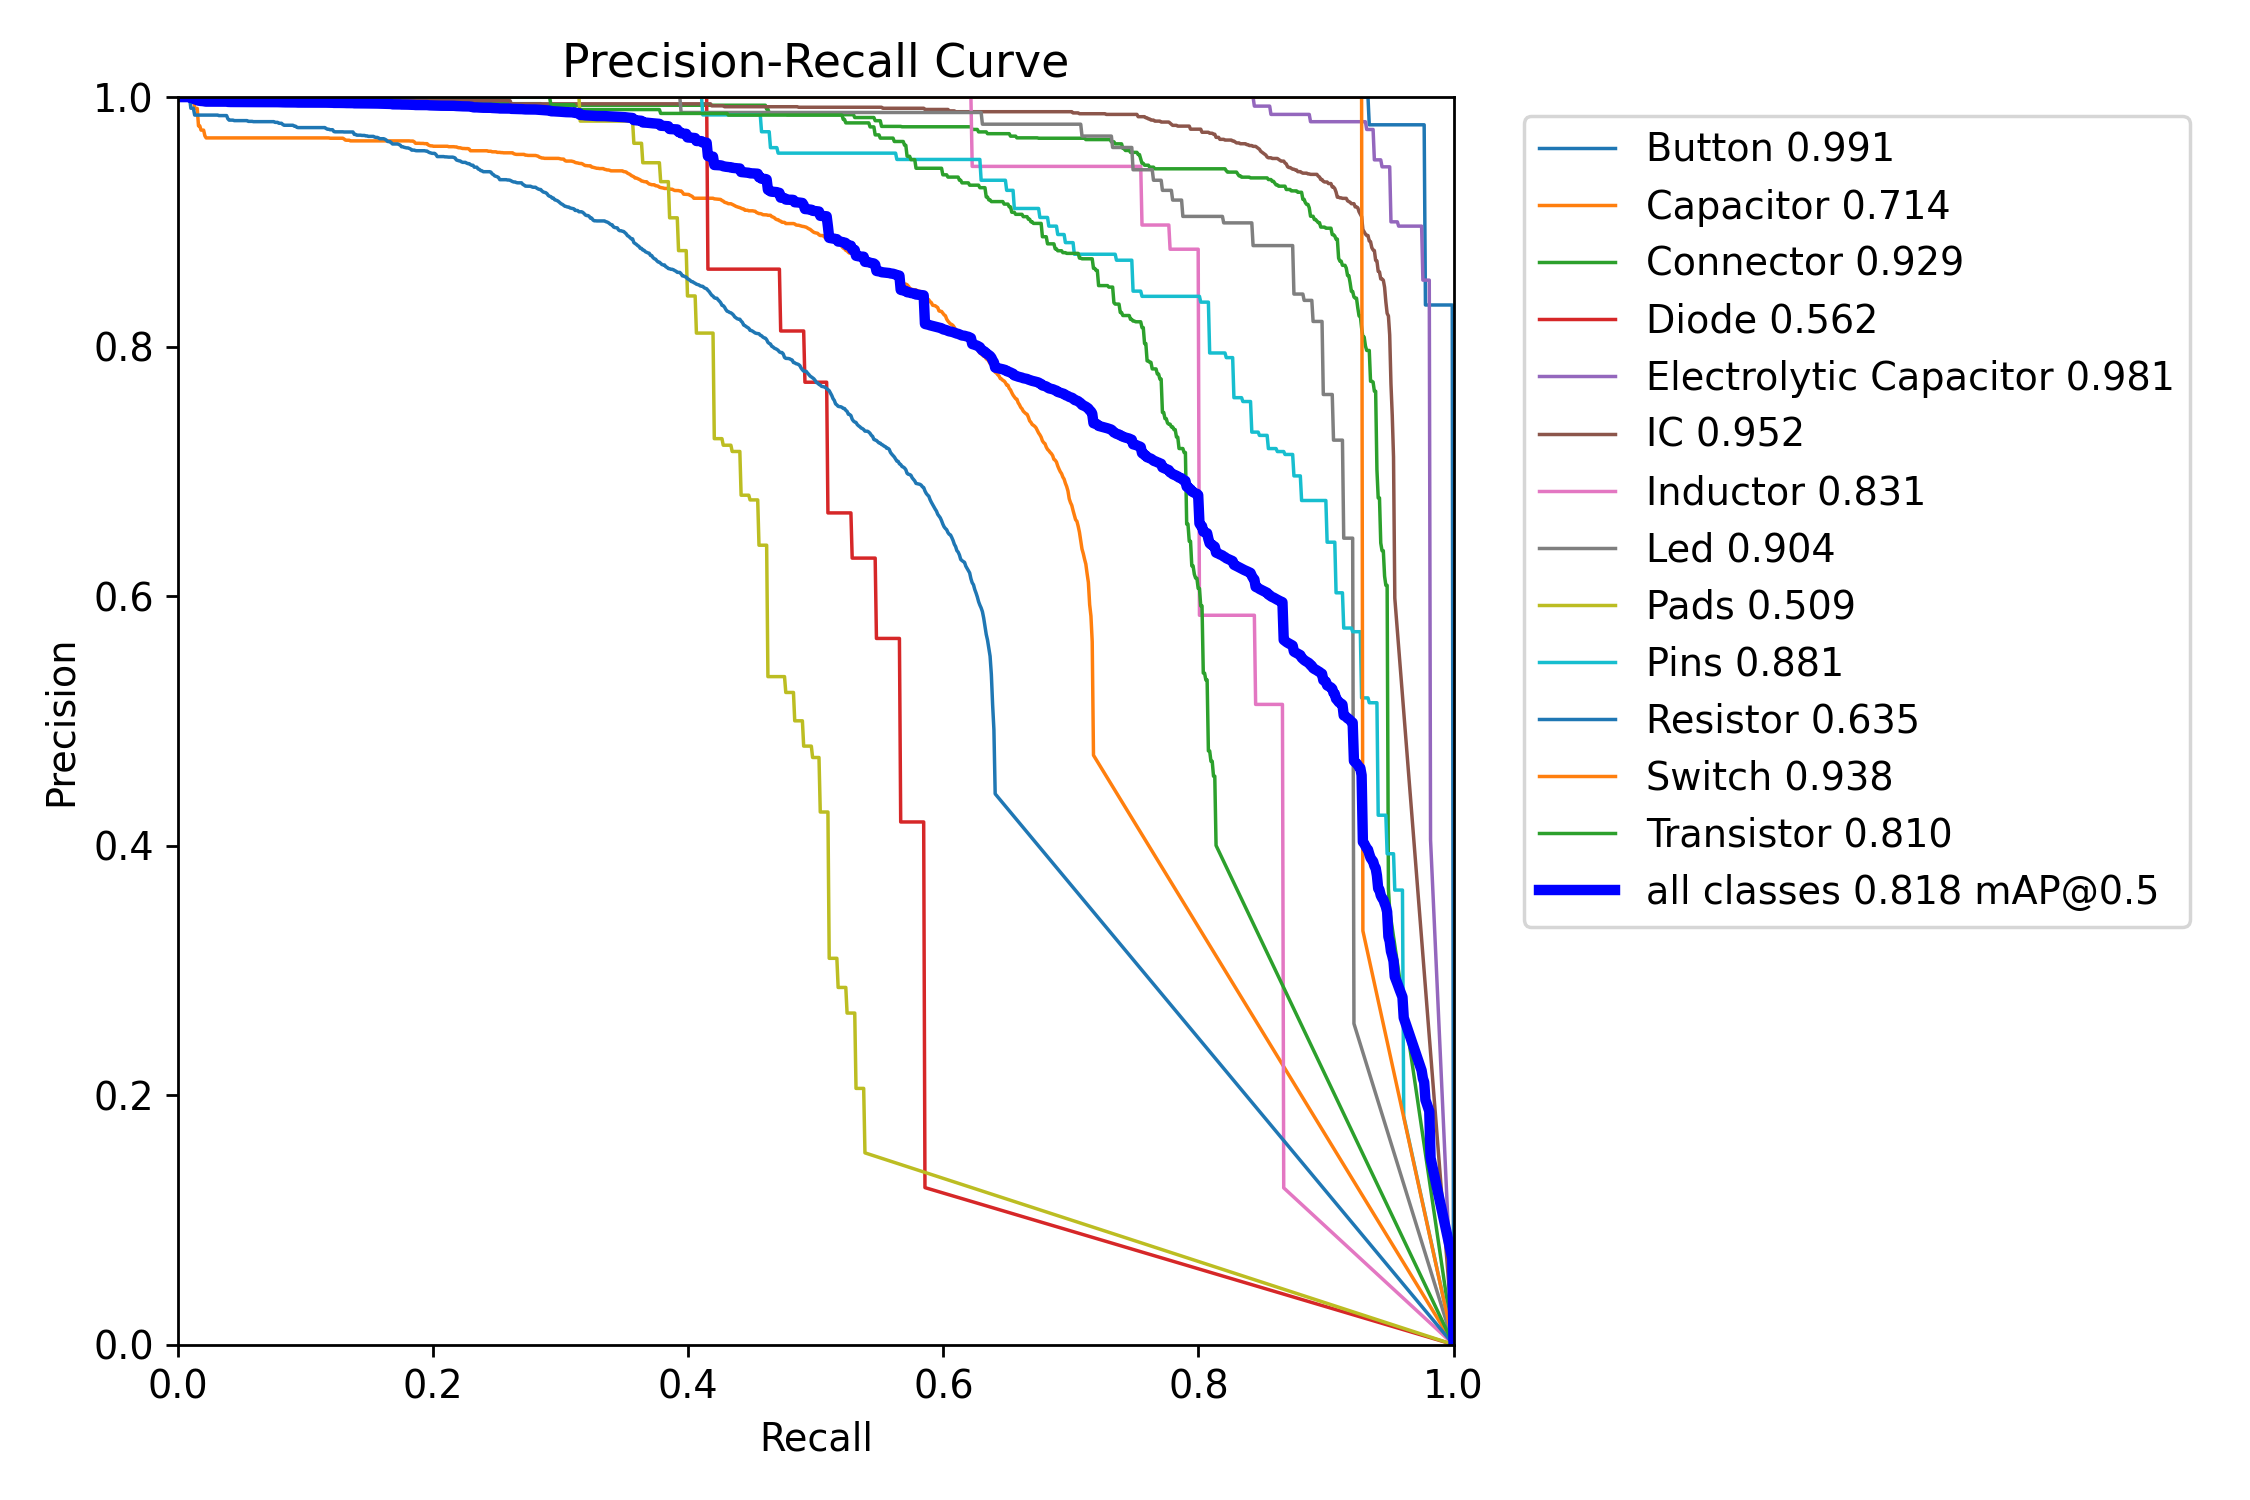 Precision-Recall Curve
1.0
0.8
0.6
0.4
0.2
0.0
Precision
0.0 0.2 0.4 0.6 0.8 1.0
Recall
Button 0.991
Capacitor 0.714
Connector 0.929
Diode 0.562
Electrolytic Capacitor 0.981
IC 0.952
Inductor 0.831
Led 0.904
Pads 0.509
Pins 0.881
Resistor 0.635
Switch 0.938
Transistor 0.810
all classes 0.818 mAP@0.5